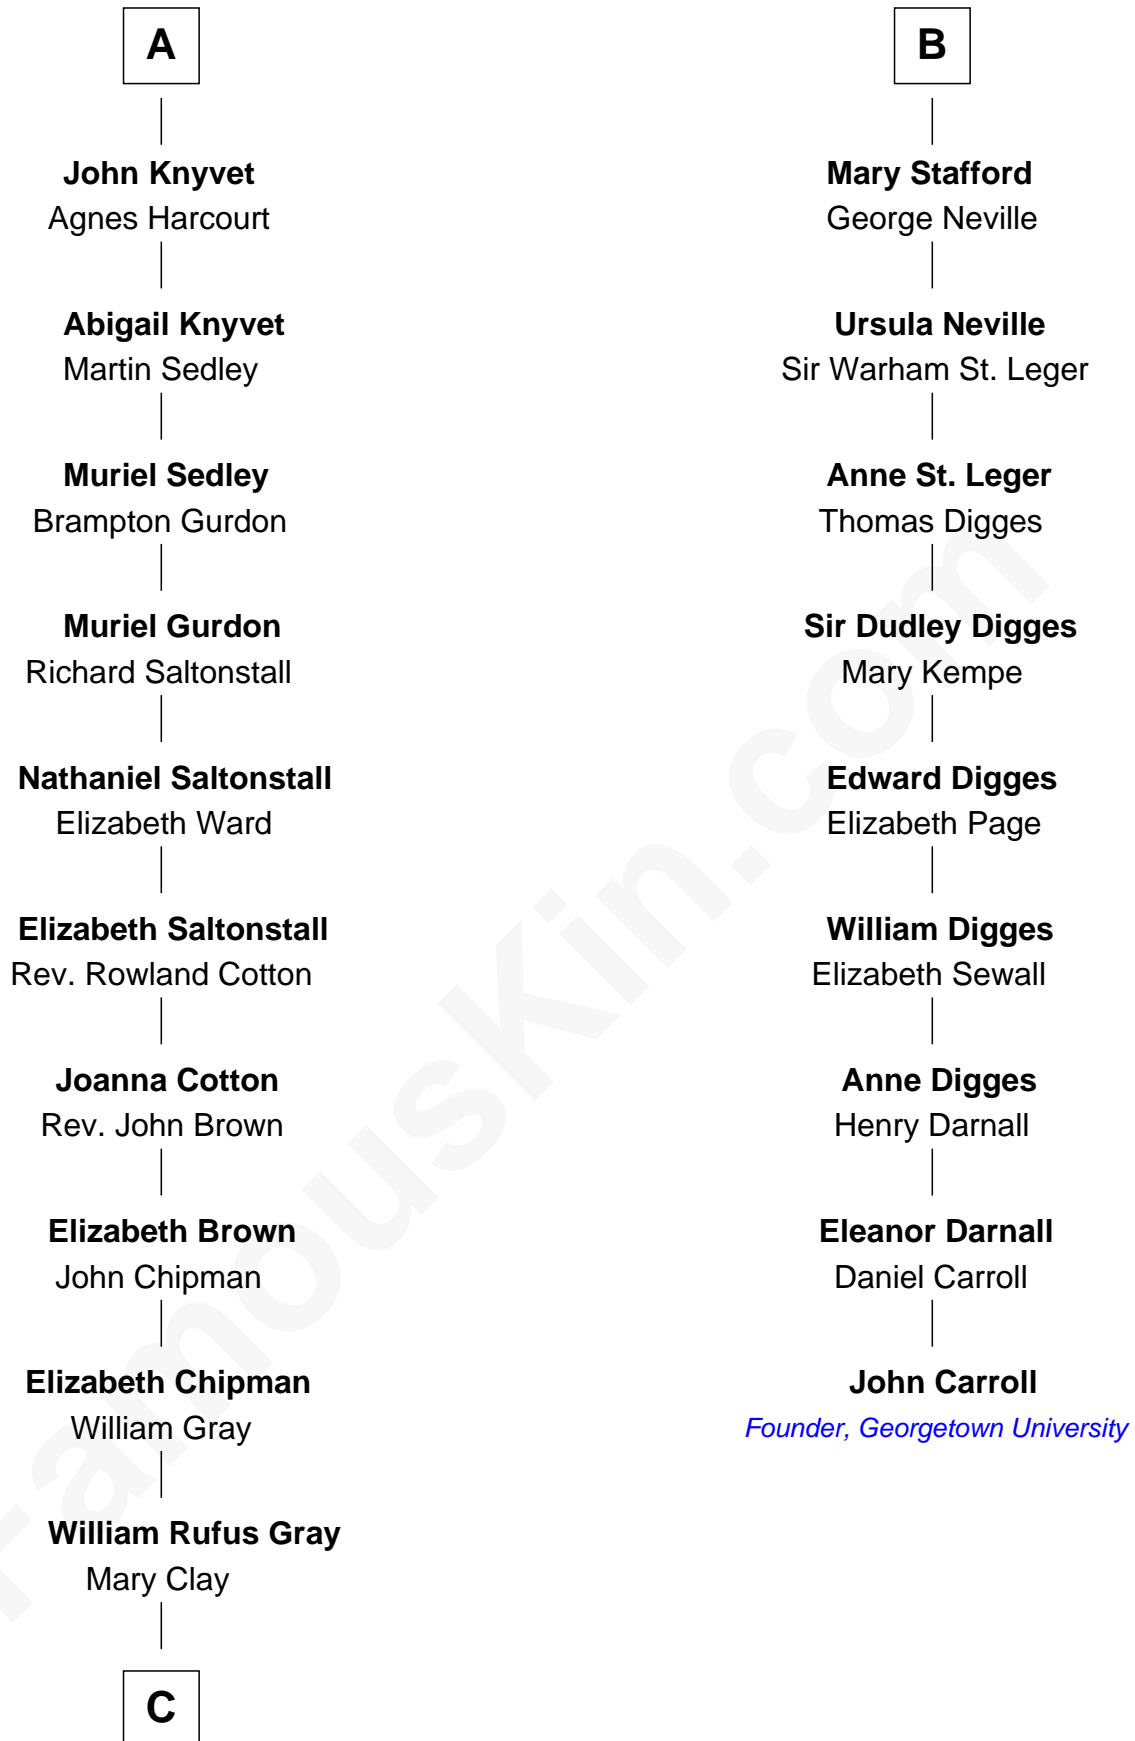 A
John Knyvet
Agnes Harcourt
Abigail Knyvet
Martin Sedley
Muriel Sedley
Brampton Gurdon
Muriel Gurdon
Richard Saltonstall
Nathaniel Saltonstall
Elizabeth Ward
Elizabeth Saltonstall
Rev. Rowland Cotton
Joanna Cotton
Rev. John Brown
Elizabeth Brown
John Chipman
Elizabeth Chipman
William Gray
William Rufus Gray
Mary Clay
C
B
Mary Stafford
George Neville
Ursula Neville
Sir Warham St. Leger
Anne St. Leger
Thomas Digges
Sir Dudley Digges
Mary Kempe
Edward Digges
Elizabeth Page
William Digges
Elizabeth Sewall
Anne Digges
Henry Darnall
Eleanor Darnall
Daniel Carroll
John Carroll
Founder, Georgetown University
FamousKin.com